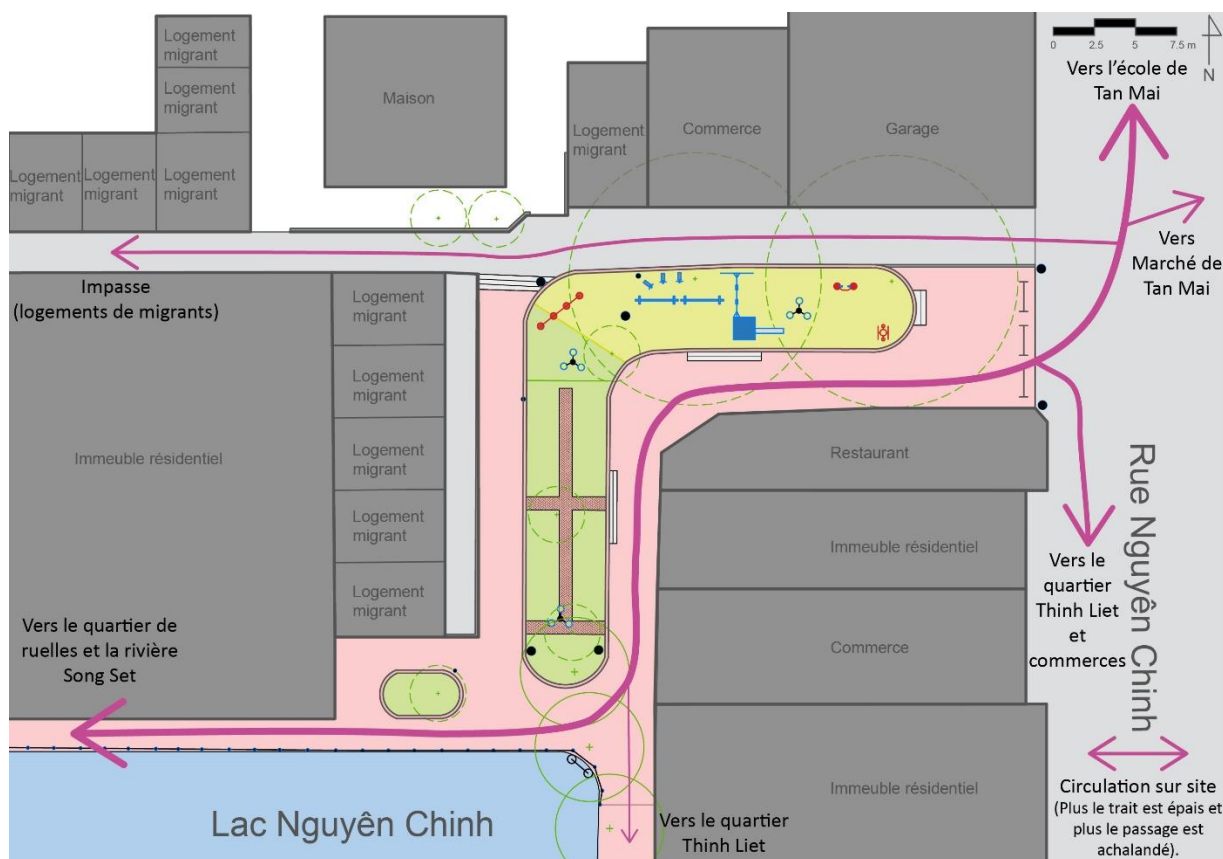 Logement
migrant
Logement
migrant
Logement
migrant
Logement
migrant
Logement
migrant
Maison
Logement
migrant
Commerce
Garage
0 2.5 5 7.5 m
N
Vers l'école de
Tan Mai
Vers
Marché de
Tan Mai
Impasse
(logements de migrants)
Logement
migrant
Logement
migrant
Logement
migrant
Logement
migrant
Logement
migrant
Immeuble résidentiel
Restaurant
Immeuble résidentiel
Commerce
Immeuble résidentiel
Vers le
quartier
Thinh Liet
et
commerces
Rue Nguyên Chinh
Vers le quartier de
ruelles et la rivière
Song Set
Lac Nguyên Chinh
Vers le quartier
Thinh Liet
Circulation sur site
(Plus le trait est épais et
plus le passage est
achalandé).